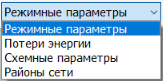 Режимные параметры
Режимные параметры
Потери энергии
Схемные параметры
Районы сети